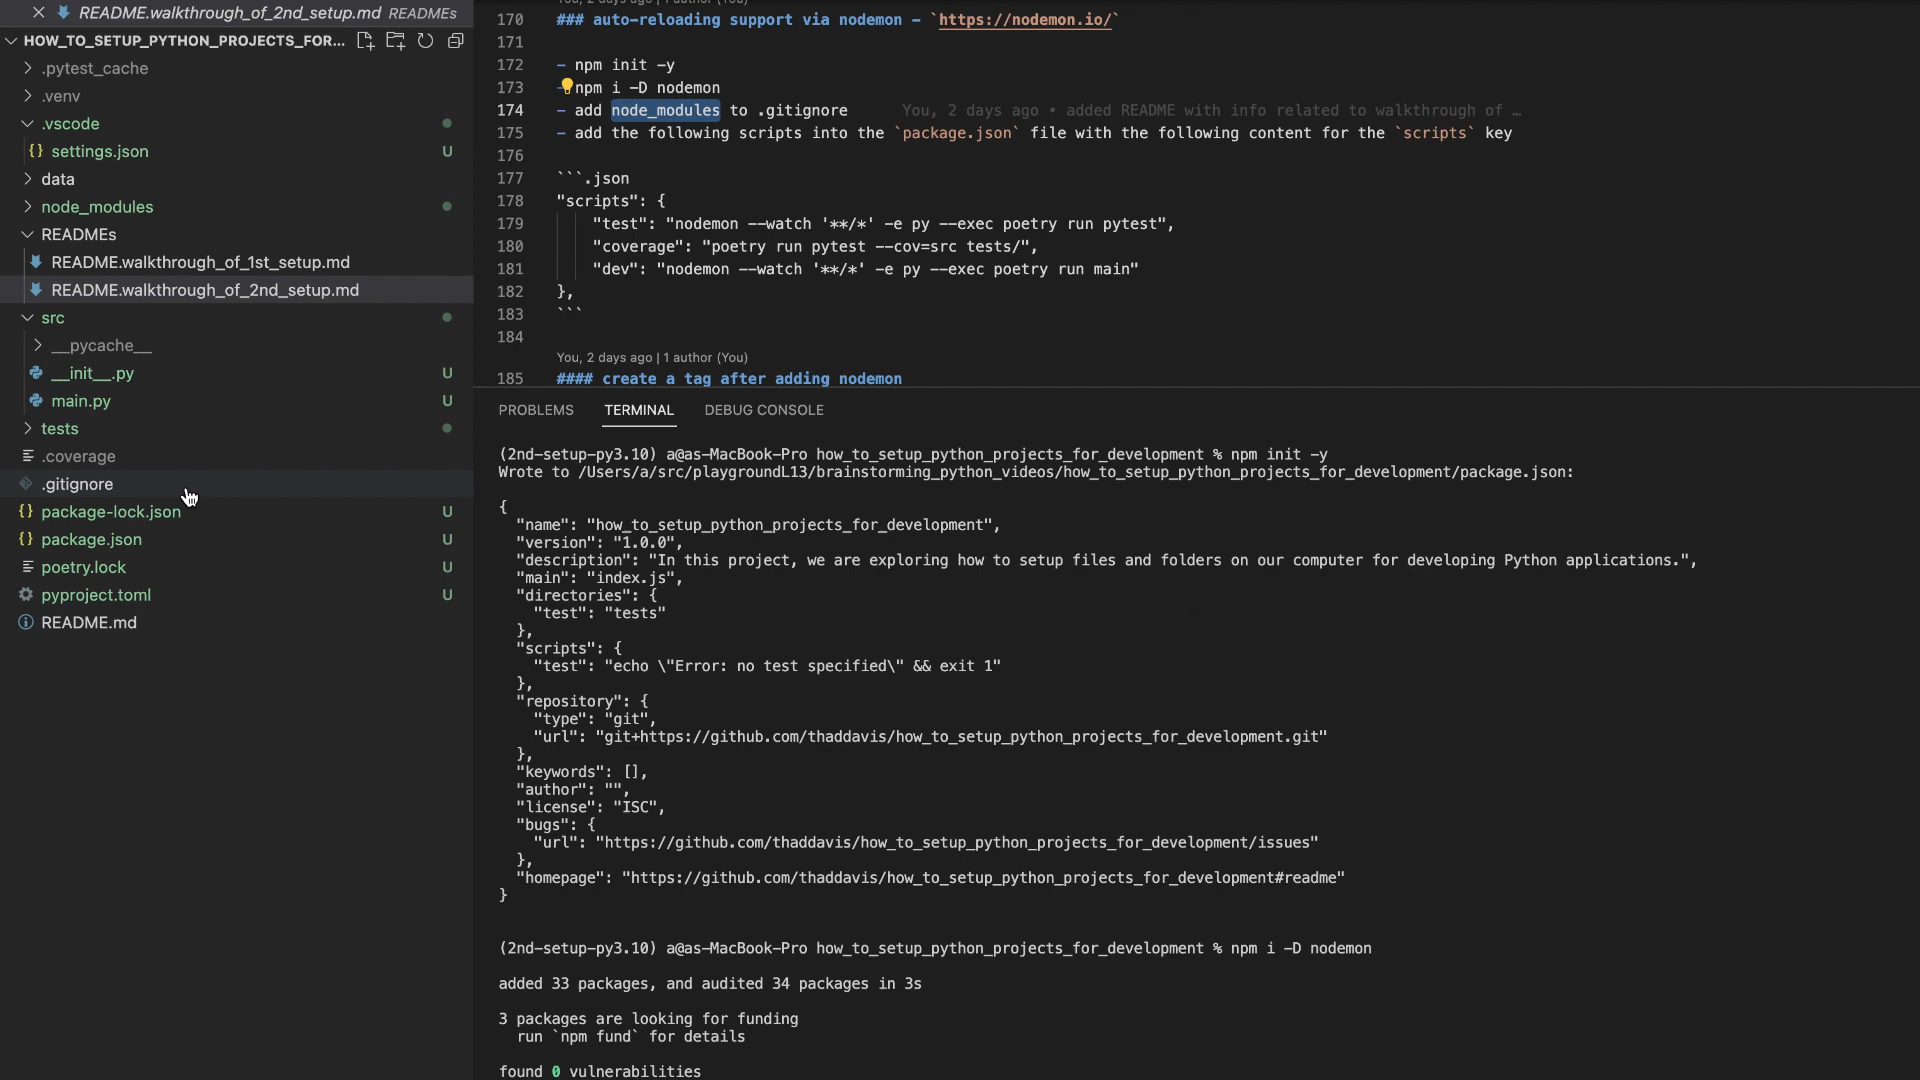 README.walkthrough_of_2nd_setup.md READMEs
HOW_TO_SETUP_PYTHON_PROJECTS_FOR...
.pytest_cache
.venv
.vscode
settings.json U
data
node_modules
READMEs
README.walkthrough_of_1st_setup.md
README.walkthrough_of_2nd_setup.md
src
__pycache__
__init__.py U
main.py U
tests
.coverage
.gitignore
package-lock.json U
package.json U
poetry.lock U
pyproject.toml U
README.md
170 ### auto-reloading support via nodemon - `https://nodemon.io/`
171
172 - npm init -y
173 - npm i -D nodemon
174 - add node_modules to .gitignore You, 2 days ago • added README with info related to walkthrough of …
175 - add the following scripts into the `package.json` file with the following content for the `scripts` key
176
177 ```.json
178 "scripts": {
179 "test": "nodemon --watch '**/*' -e py --exec poetry run pytest",
180 "coverage": "poetry run pytest --cov=src tests/",
181 "dev": "nodemon --watch '**/*' -e py --exec poetry run main"
182 },
183 ```
184
You, 2 days ago | 1 author (You)
185 #### create a tag after adding nodemon
PROBLEMS TERMINAL DEBUG CONSOLE
(2nd-setup-py3.10) a@as-MacBook-Pro how_to_setup_python_projects_for_development % npm init -y
Wrote to /Users/a/src/playgroundL13/brainstorming_python_videos/how_to_setup_python_projects_for_development/package.json:
{
"name": "how_to_setup_python_projects_for_development",
"version": "1.0.0",
"description": "In this project, we are exploring how to setup files and folders on our computer for developing Python applications.",
"main": "index.js",
"directories": {
"test": "tests"
},
"scripts": {
"test": "echo \"Error: no test specified\" && exit 1"
},
"repository": {
"type": "git",
"url": "git+https://github.com/thaddavis/how_to_setup_python_projects_for_development.git"
},
"keywords": [],
"author": "",
"license": "ISC",
"bugs": {
"url": "https://github.com/thaddavis/how_to_setup_python_projects_for_development/issues"
},
"homepage": "https://github.com/thaddavis/how_to_setup_python_projects_for_development#readme"
}
(2nd-setup-py3.10) a@as-MacBook-Pro how_to_setup_python_projects_for_development % npm i -D nodemon
added 33 packages, and audited 34 packages in 3s
3 packages are looking for funding
run `npm fund` for details
found 0 vulnerabilities